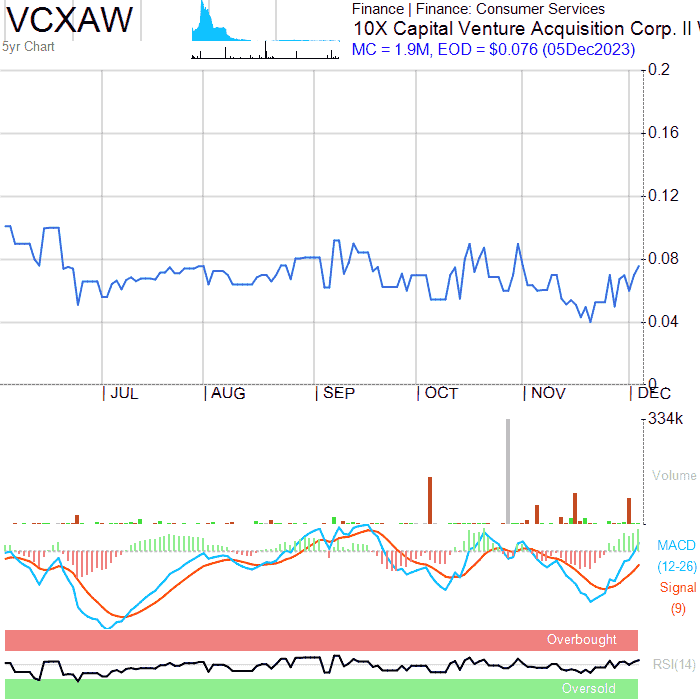 VCXAW
5yr Chart
Finance | Finance: Consumer Services
10X Capital Venture Acquisition Corp. II
MC = 1.9M, EOD = $0.076 (05Dec2023)
0.2
0.16
0.12
0.08
0.04
0
JUL AUG SEP OCT NOV DEC
334k
Volume
MACD
(12-26)
Signal
(9)
Overbought
RSI(14)
Oversold